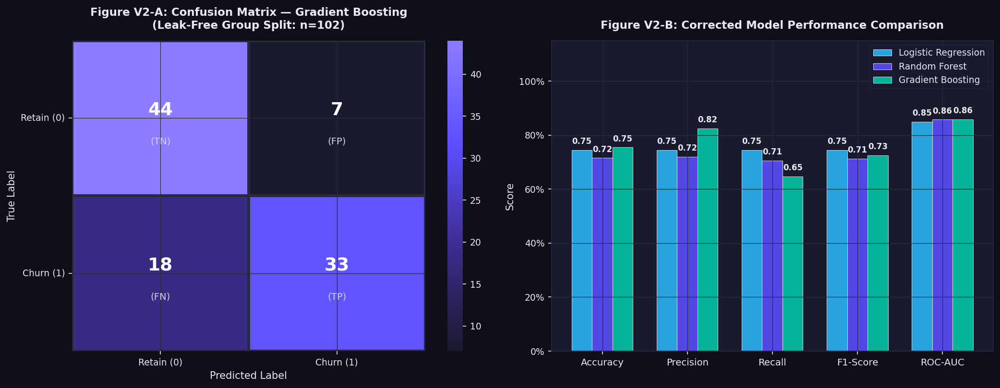 Figure V2-A: Confusion Matrix — Gradient Boosting
(Leak-Free Group Split: n=102)
True Label
Retain (0)
Churn (1)
44
(TN)
7
(FP)
18
(FN)
33
(TP)
Retain (0)
Churn (1)
Predicted Label
40
35
30
25
20
15
10
Figure V2-B: Corrected Model Performance Comparison
Logistic Regression
Random Forest
Gradient Boosting
Score
100%
80%
60%
40%
20%
0%
0.75
0.72
0.75
0.75
0.72
0.82
0.75
0.71
0.65
0.75
0.71
0.73
0.85
0.86
0.86
Accuracy
Precision
Recall
F1-Score
ROC-AUC